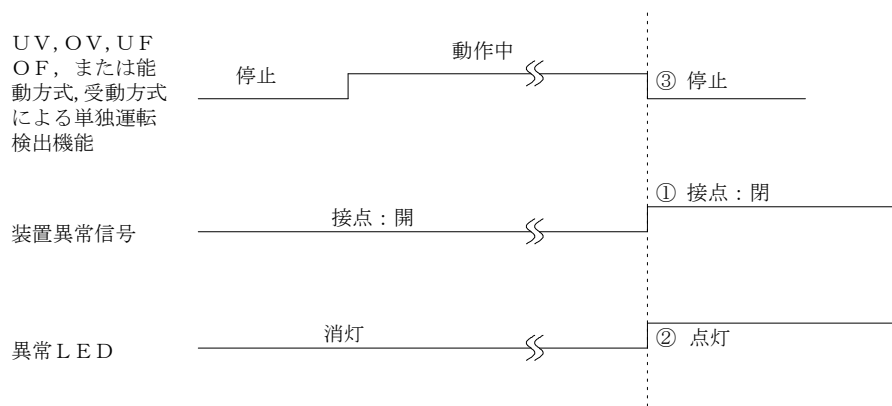 ＵＶ，ＯＶ，ＵＦ
ＯＦ，または能
動方式，受動方式
による単独運転
検出機能
停止
動作中
③ 停止
装置異常信号
接点：開
① 接点：閉
異常ＬＥＤ
消灯
② 点灯